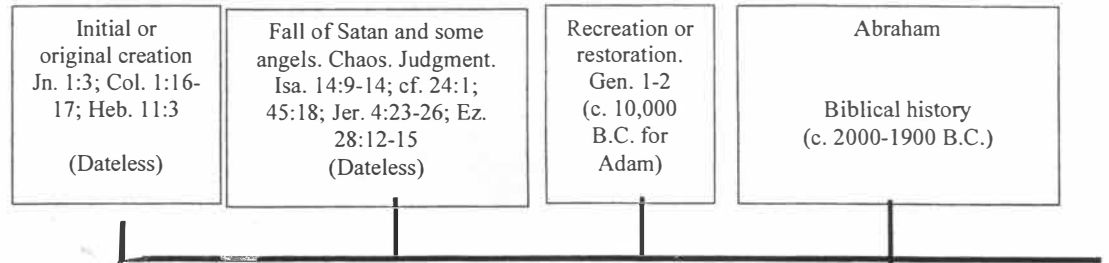 Initial or
original creation
Jn. 1:3; Col. 1:16-
17; Heb. 11:3
(Dateless)
Fall of Satan and some
angels. Chaos. Judgment.
Isa. 14:9-14; cf. 24:1;
45:18; Jer. 4:23-26; Ez.
28:12-15
(Dateless)
Recreation or
restoration.
Gen. 1-2
(c. 10,000
B.C. for
Adam)
Abraham
Biblical history
(c. 2000-1900 B.C.)